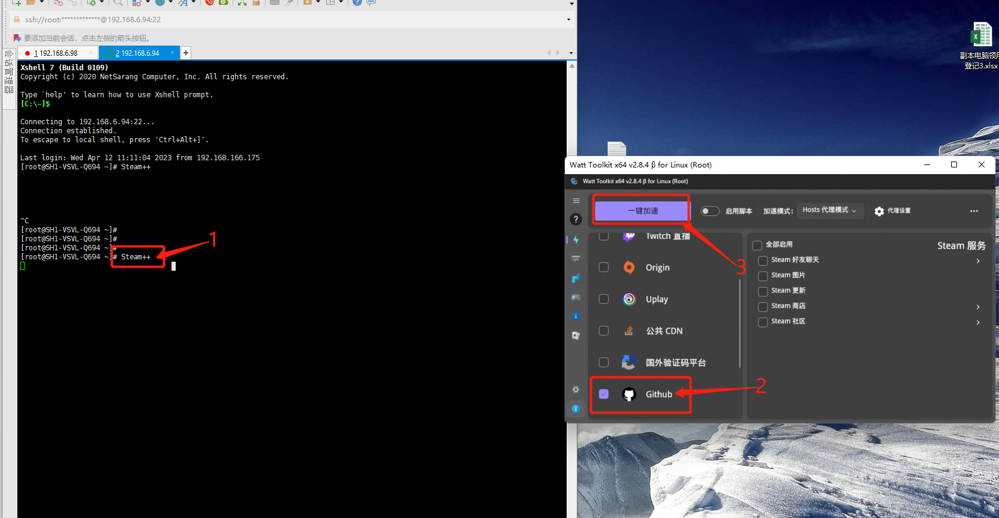 ssh://root:*************@192.168.6.94:22
要添加当前会话，点击左侧的箭头按钮。
会话管理器
1 192.168.6.98
2 192.168.6.94
Xshell 7 (Build 0109)
Copyright (c) 2020 NetSarang Computer, Inc. All rights reserved.
Type `help' to learn how to use Xshell prompt.
[C:\~]$
Connecting to 192.168.6.94:22...
Connection established.
To escape to local shell, press 'Ctrl+Alt+]'.
Last login: Wed Apr 12 11:11:04 2023 from 192.168.166.175
[root@SH1-VSVL-Q694 ~]# Steam++
^C
[root@SH1-VSVL-Q694 ~]#
[root@SH1-VSVL-Q694 ~]#
[root@SH1-VSVL-Q694 ~]#
[root@SH1-VSVL-Q694 ~]# Steam++
1
副本电脑领用
登记3.xlsx
Watt Toolkit x64 v2.8.4 β for Linux (Root)
Watt Toolkit x64 v2.8.4 β for Linux (Root)
一键加速
启用脚本
加速模式：
Hosts 代理模式
代理设置
3
Twitch 直播
Origin
Uplay
公共 CDN
国外验证码平台
Github
2
全部启用
Steam 服务
Steam 好友聊天
Steam 图片
Steam 更新
Steam 商店
Steam 社区